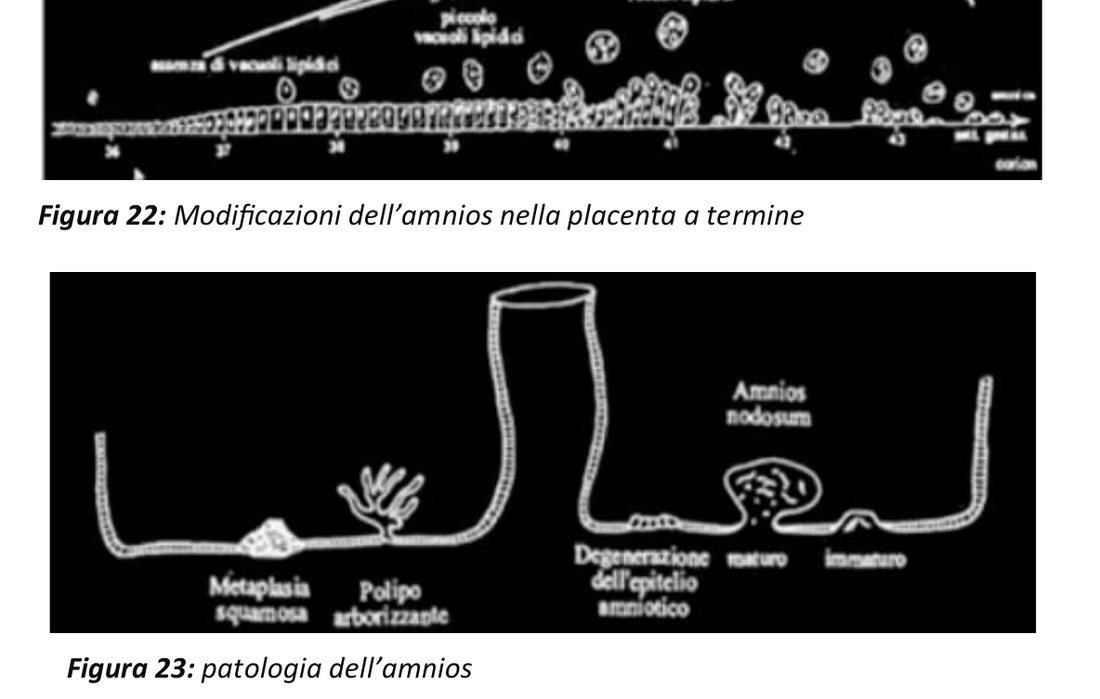 piccolo
vacuoli lipidici
assenza di vacuoli lipidici
36 37 38 39 40 41 42 43
corion
Figura 22: Modificazioni dell’amnios nella placenta a termine
Amnios
nodosum
Degenerazione
dell'epitelio
amniotico
maturo
immaturo
Metaplasia
squamosa
Polipo
arborizzante
Figura 23: patologia dell’amnios